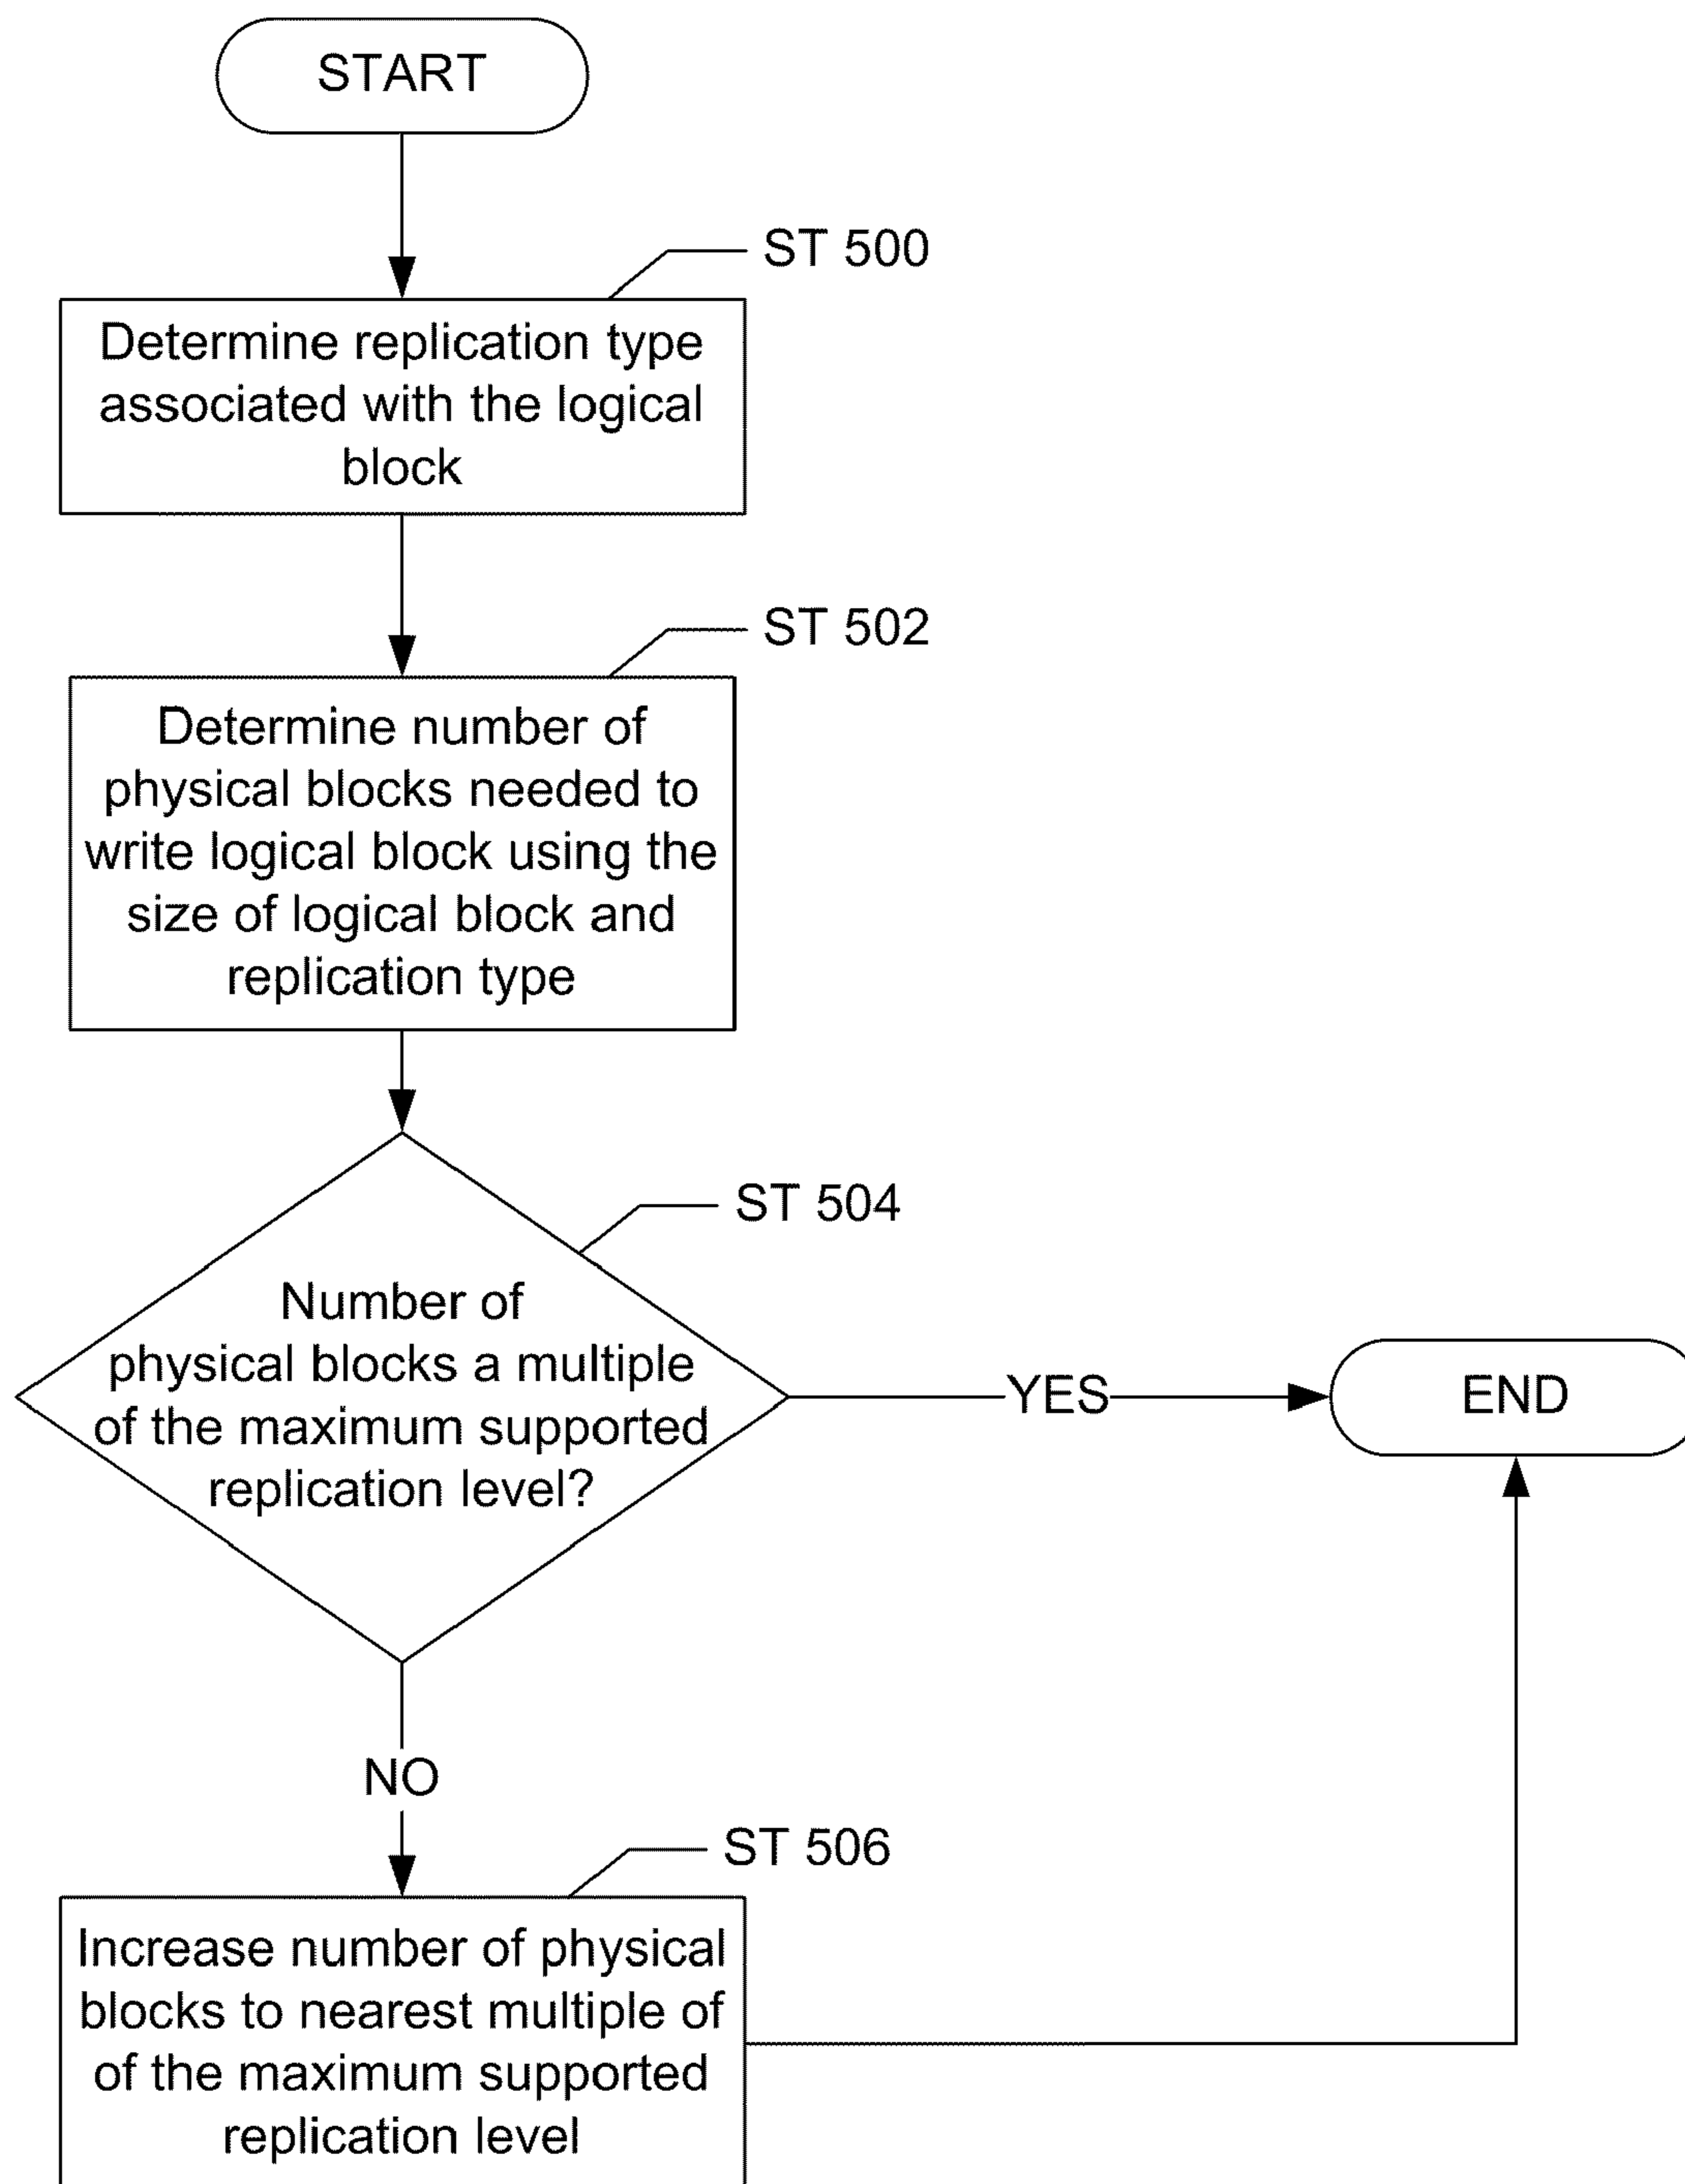 START
ST 500
Determine replication type
associated with the logical
block
ST 502
Determine number of
physical blocks needed to
write logical block using the
size of logical block and
replication type
ST 504
Number of
physical blocks a multiple
of the maximum supported
replication level?
YES
END
NO
ST 506
Increase number of physical
blocks to nearest multiple of
of the maximum supported
replication level